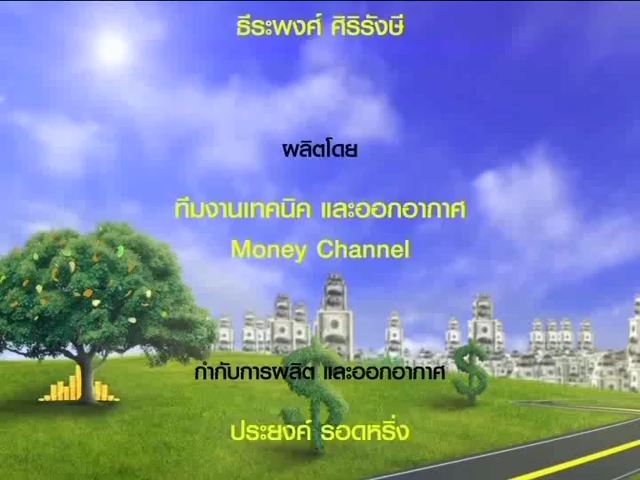 ธีระพงศ์ ศิริรังษี
ผลิตโดย
ทีมงานเทคนิค และออกอากาศ
Money Channel
กำกับการผลิต และออกอากาศ
ประยงค์ รอดหริ่ง